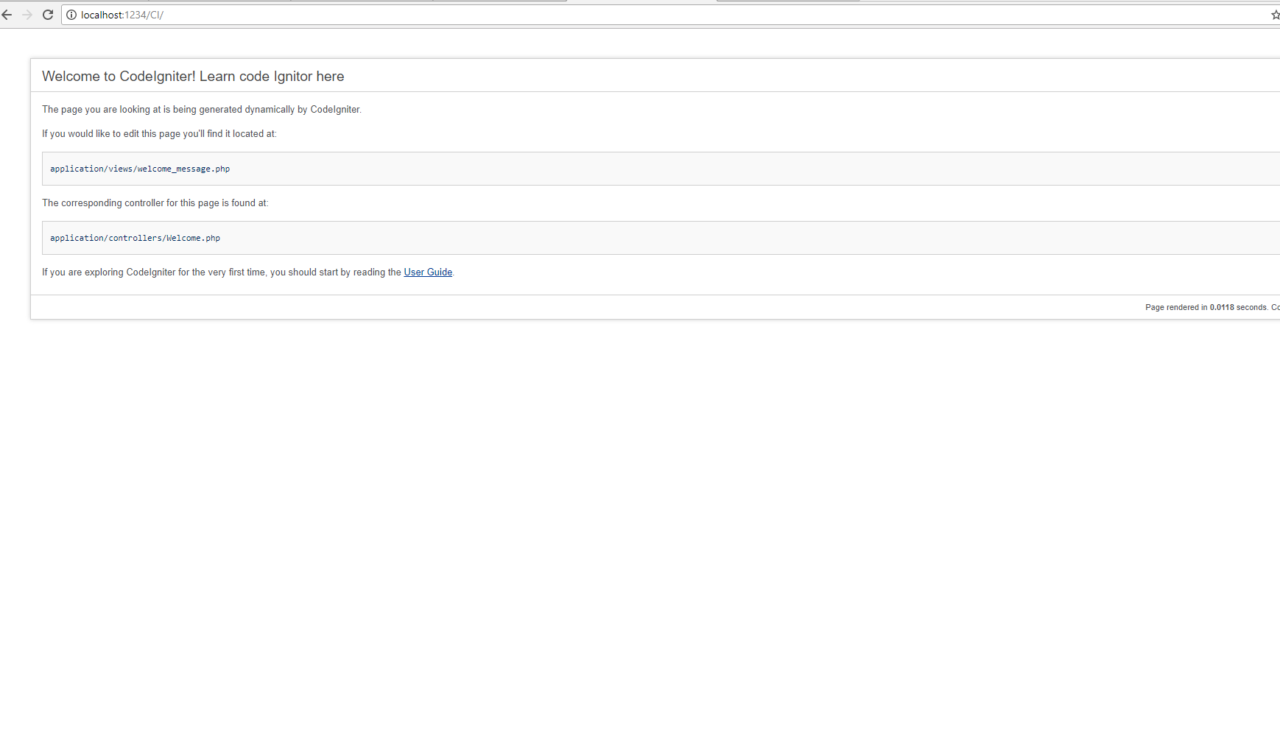 localhost:1234/CI/
Welcome to CodeIgniter! Learn code Ignitor here
The page you are looking at is being generated dynamically by CodeIgniter.
If you would like to edit this page you'll find it located at:
application/views/welcome_message.php
The corresponding controller for this page is found at:
application/controllers/Welcome.php
If you are exploring CodeIgniter for the very first time, you should start by reading the User Guide.
Page rendered in 0.0118 seconds.